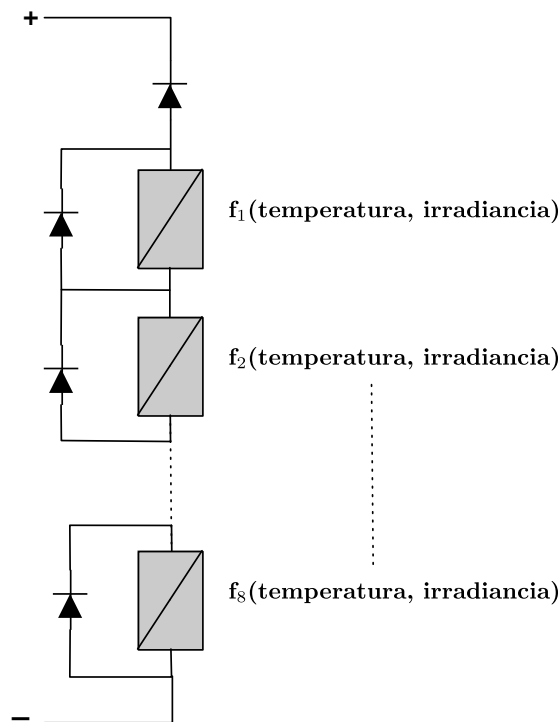 +
f₁(temperatura, irradiancia)
f₂(temperatura, irradiancia)
f₈(temperatura, irradiancia)
−